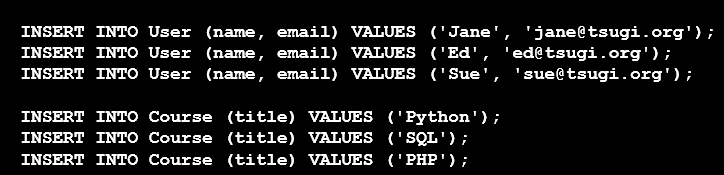 INSERT INTO User (name, email) VALUES ('Jane', 'jane@tsugi.org');
INSERT INTO User (name, email) VALUES ('Ed', 'ed@tsugi.org');
INSERT INTO User (name, email) VALUES ('Sue', 'sue@tsugi.org');
INSERT INTO Course (title) VALUES ('Python');
INSERT INTO Course (title) VALUES ('SQL');
INSERT INTO Course (title) VALUES ('PHP');